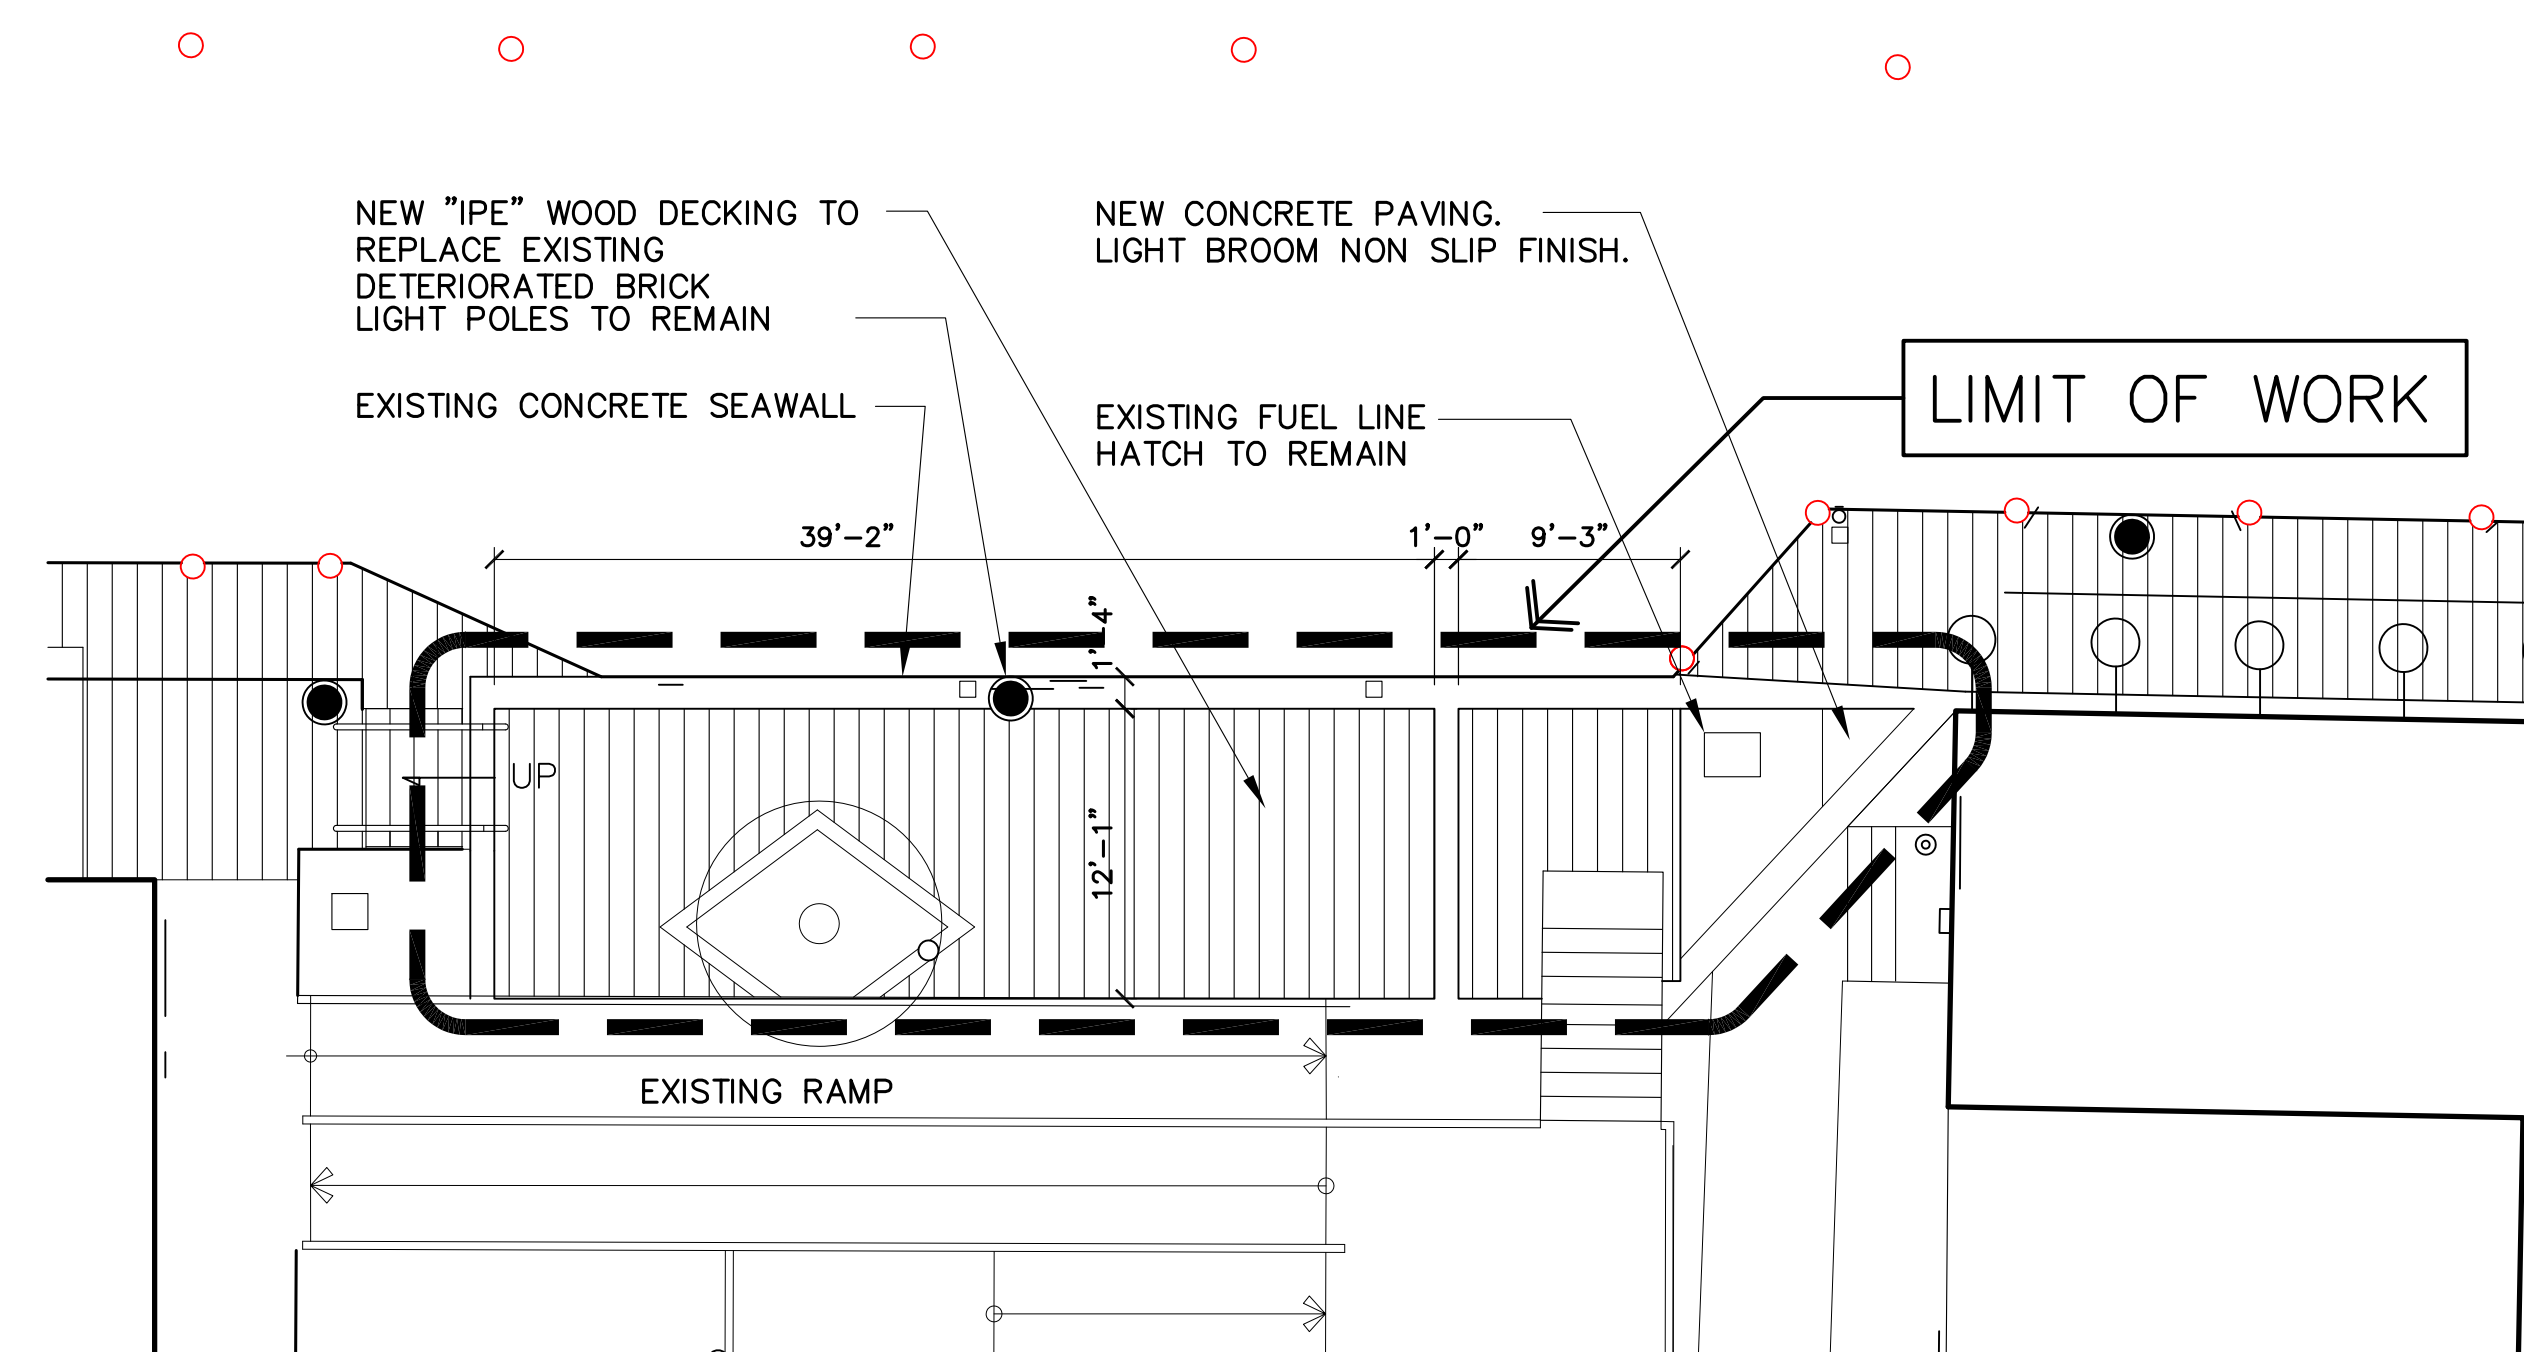 NEW "IPE" WOOD DECKING TO
REPLACE EXISTING
DETERIORATED BRICK
LIGHT POLES TO REMAIN
EXISTING CONCRETE SEAWALL
NEW CONCRETE PAVING.
LIGHT BROOM NON SLIP FINISH.
EXISTING FUEL LINE
HATCH TO REMAIN
LIMIT OF WORK
39'-2"
1'-0"
9'-3"
1'-4"
UP
12'-1"
EXISTING RAMP